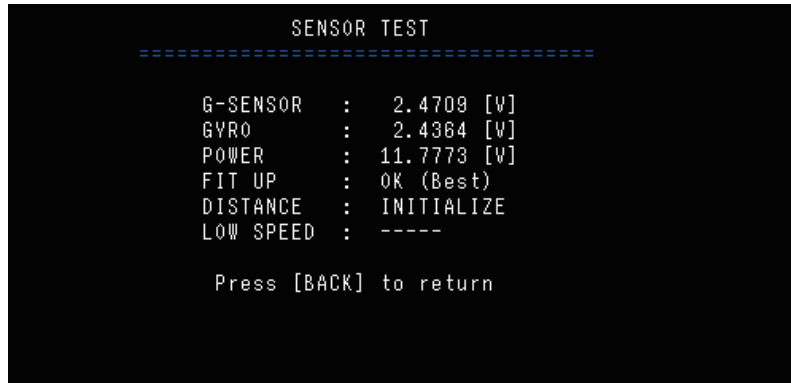 SENSOR TEST
====================================
G-SENSOR : 2.4709 [V]
GYRO : 2.4364 [V]
POWER : 11.7773 [V]
FIT UP : OK (Best)
DISTANCE : INITIALIZE
LOW SPEED : -----
Press [BACK] to return